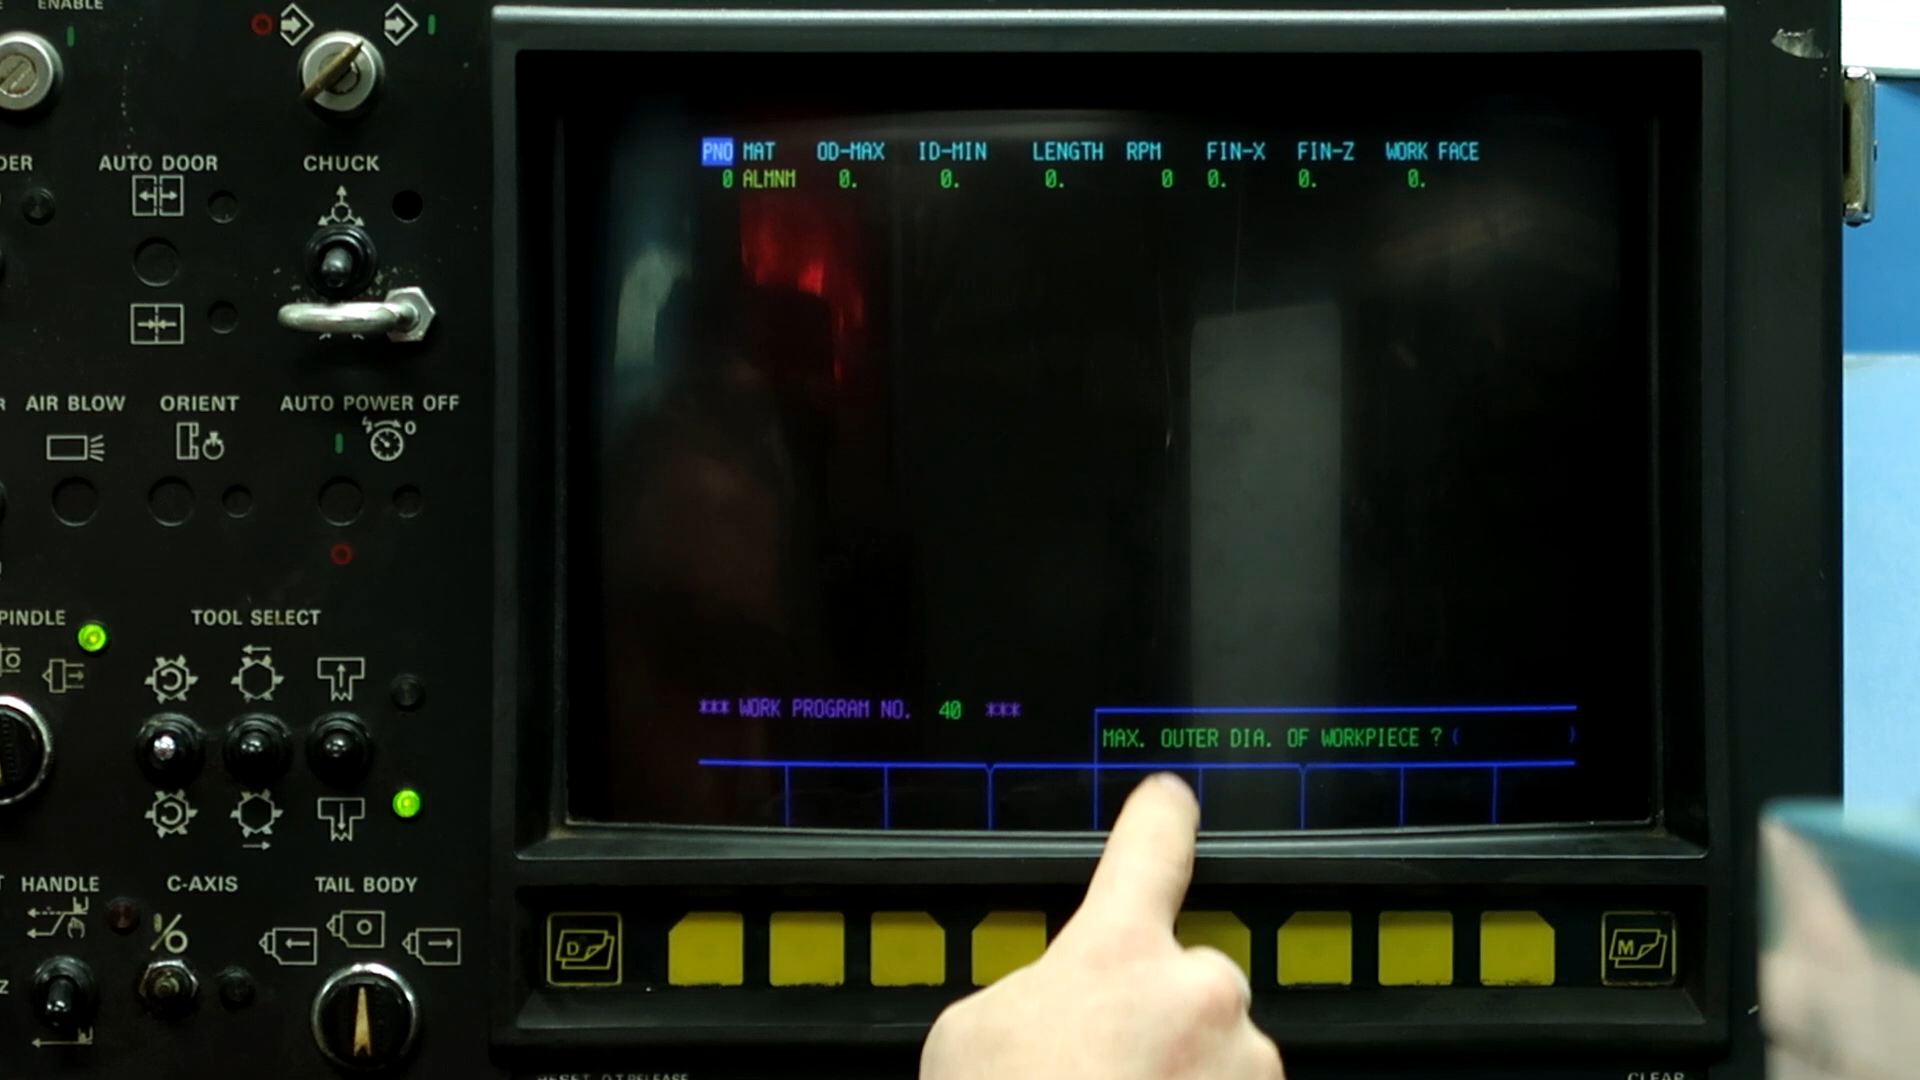 ENABLE
DER
AUTO DOOR
CHUCK
PNO MAT OD-MAX ID-MIN LENGTH RPM FIN-X FIN-Z WORK FACE
0 ALMNM 0. 0. 0. 0 0. 0. 0.
R AIR BLOW
ORIENT
AUTO POWER OFF
O
PINDLE
TOOL SELECT
*** WORK PROGRAM NO. 40 ***
MAX. OUTER DIA. OF WORKPIECE ? ( )
T HANDLE
C-AXIS
TAIL BODY
D
M
Z
RESET O.T RELEASE
CLEAR